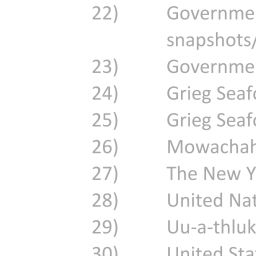 22) Governme
snapshots/
23) Governme
24) Grieg Seafo
25) Grieg Seafo
26) Mowachah
27) The New Y
28) United Nat
29) Uu-a-thluk
30) United Sta